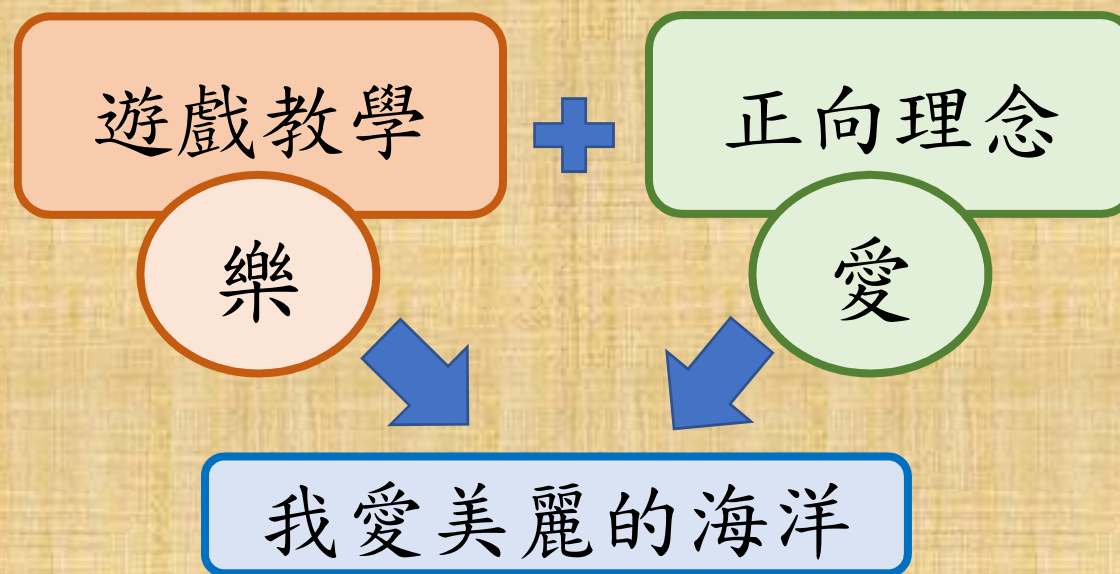 遊戲教學
正向理念
樂
愛
我愛美麗的海洋